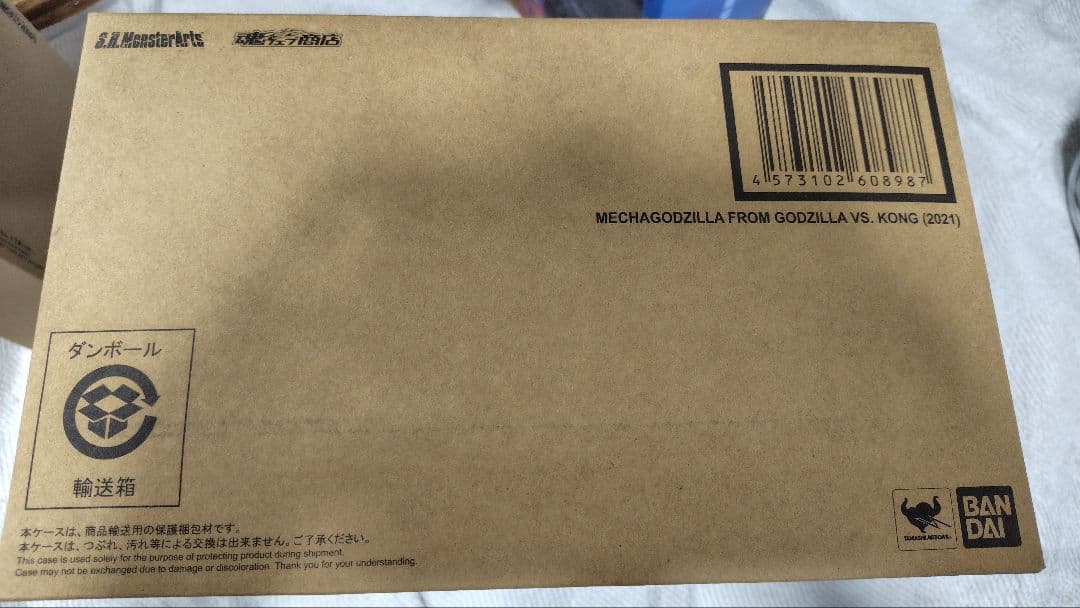 S.H.MonsterArts 魂ウェブ商店
4 573102 608987
MECHAGODZILLA FROM GODZILLA VS. KONG (2021)
ダンボール
輸送箱
本ケースは、商品輸送用の保護梱包材です。
本ケースは、つぶれ、汚れ等による交換は出来ません。ご了承ください。
This case is used solely for the purpose of protecting product during shipment.
Case may not be exchanged due to damage or discoloration. Thank you for your understanding.
TAMASHII NATIONS
BAN
DAI